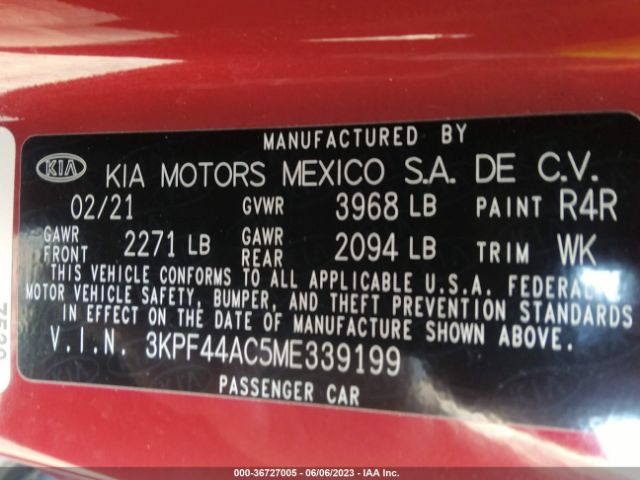 MANUFACTURED BY
KIA KIA MOTORS MEXICO S.A. DE C.V.
02/21 GVWR 3968 LB PAINT R4R
GAWR FRONT 2271 LB GAWR REAR 2094 LB TRIM WK
THIS VEHICLE CONFORMS TO ALL APPLICABLE U.S.A. FEDERAL
MOTOR VEHICLE SAFETY, BUMPER, AND THEFT PREVENTION STANDARDS
IN EFFECT ON THE DATE OF MANUFACTURE SHOWN ABOVE.
V.I.N. 3KPF44AC5ME339199
PASSENGER CAR
000-36727005 - 06/06/2023 - IAAI.com